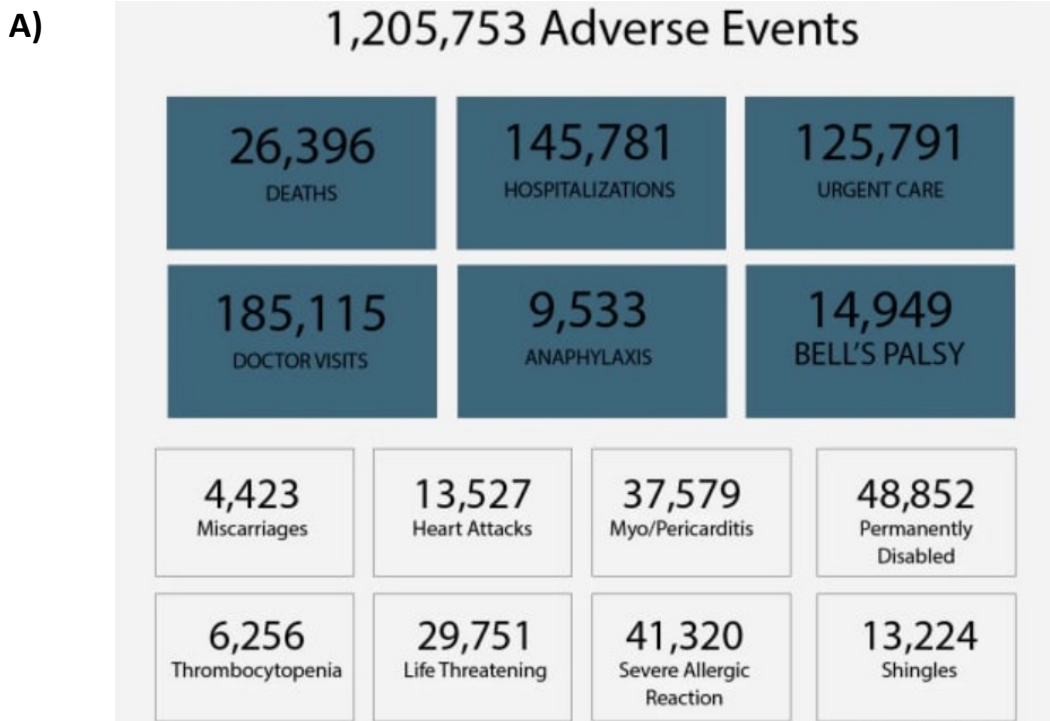 A)
1,205,753 Adverse Events
26,396
DEATHS
145,781
HOSPITALIZATIONS
125,791
URGENT CARE
185,115
DOCTOR VISITS
9,533
ANAPHYLAXIS
14,949
BELL'S PALSY
4,423
Miscarriages
13,527
Heart Attacks
37,579
Myo/Pericarditis
48,852
Permanently
Disabled
6,256
Thrombocytopenia
29,751
Life Threatening
41,320
Severe Allergic
Reaction
13,224
Shingles